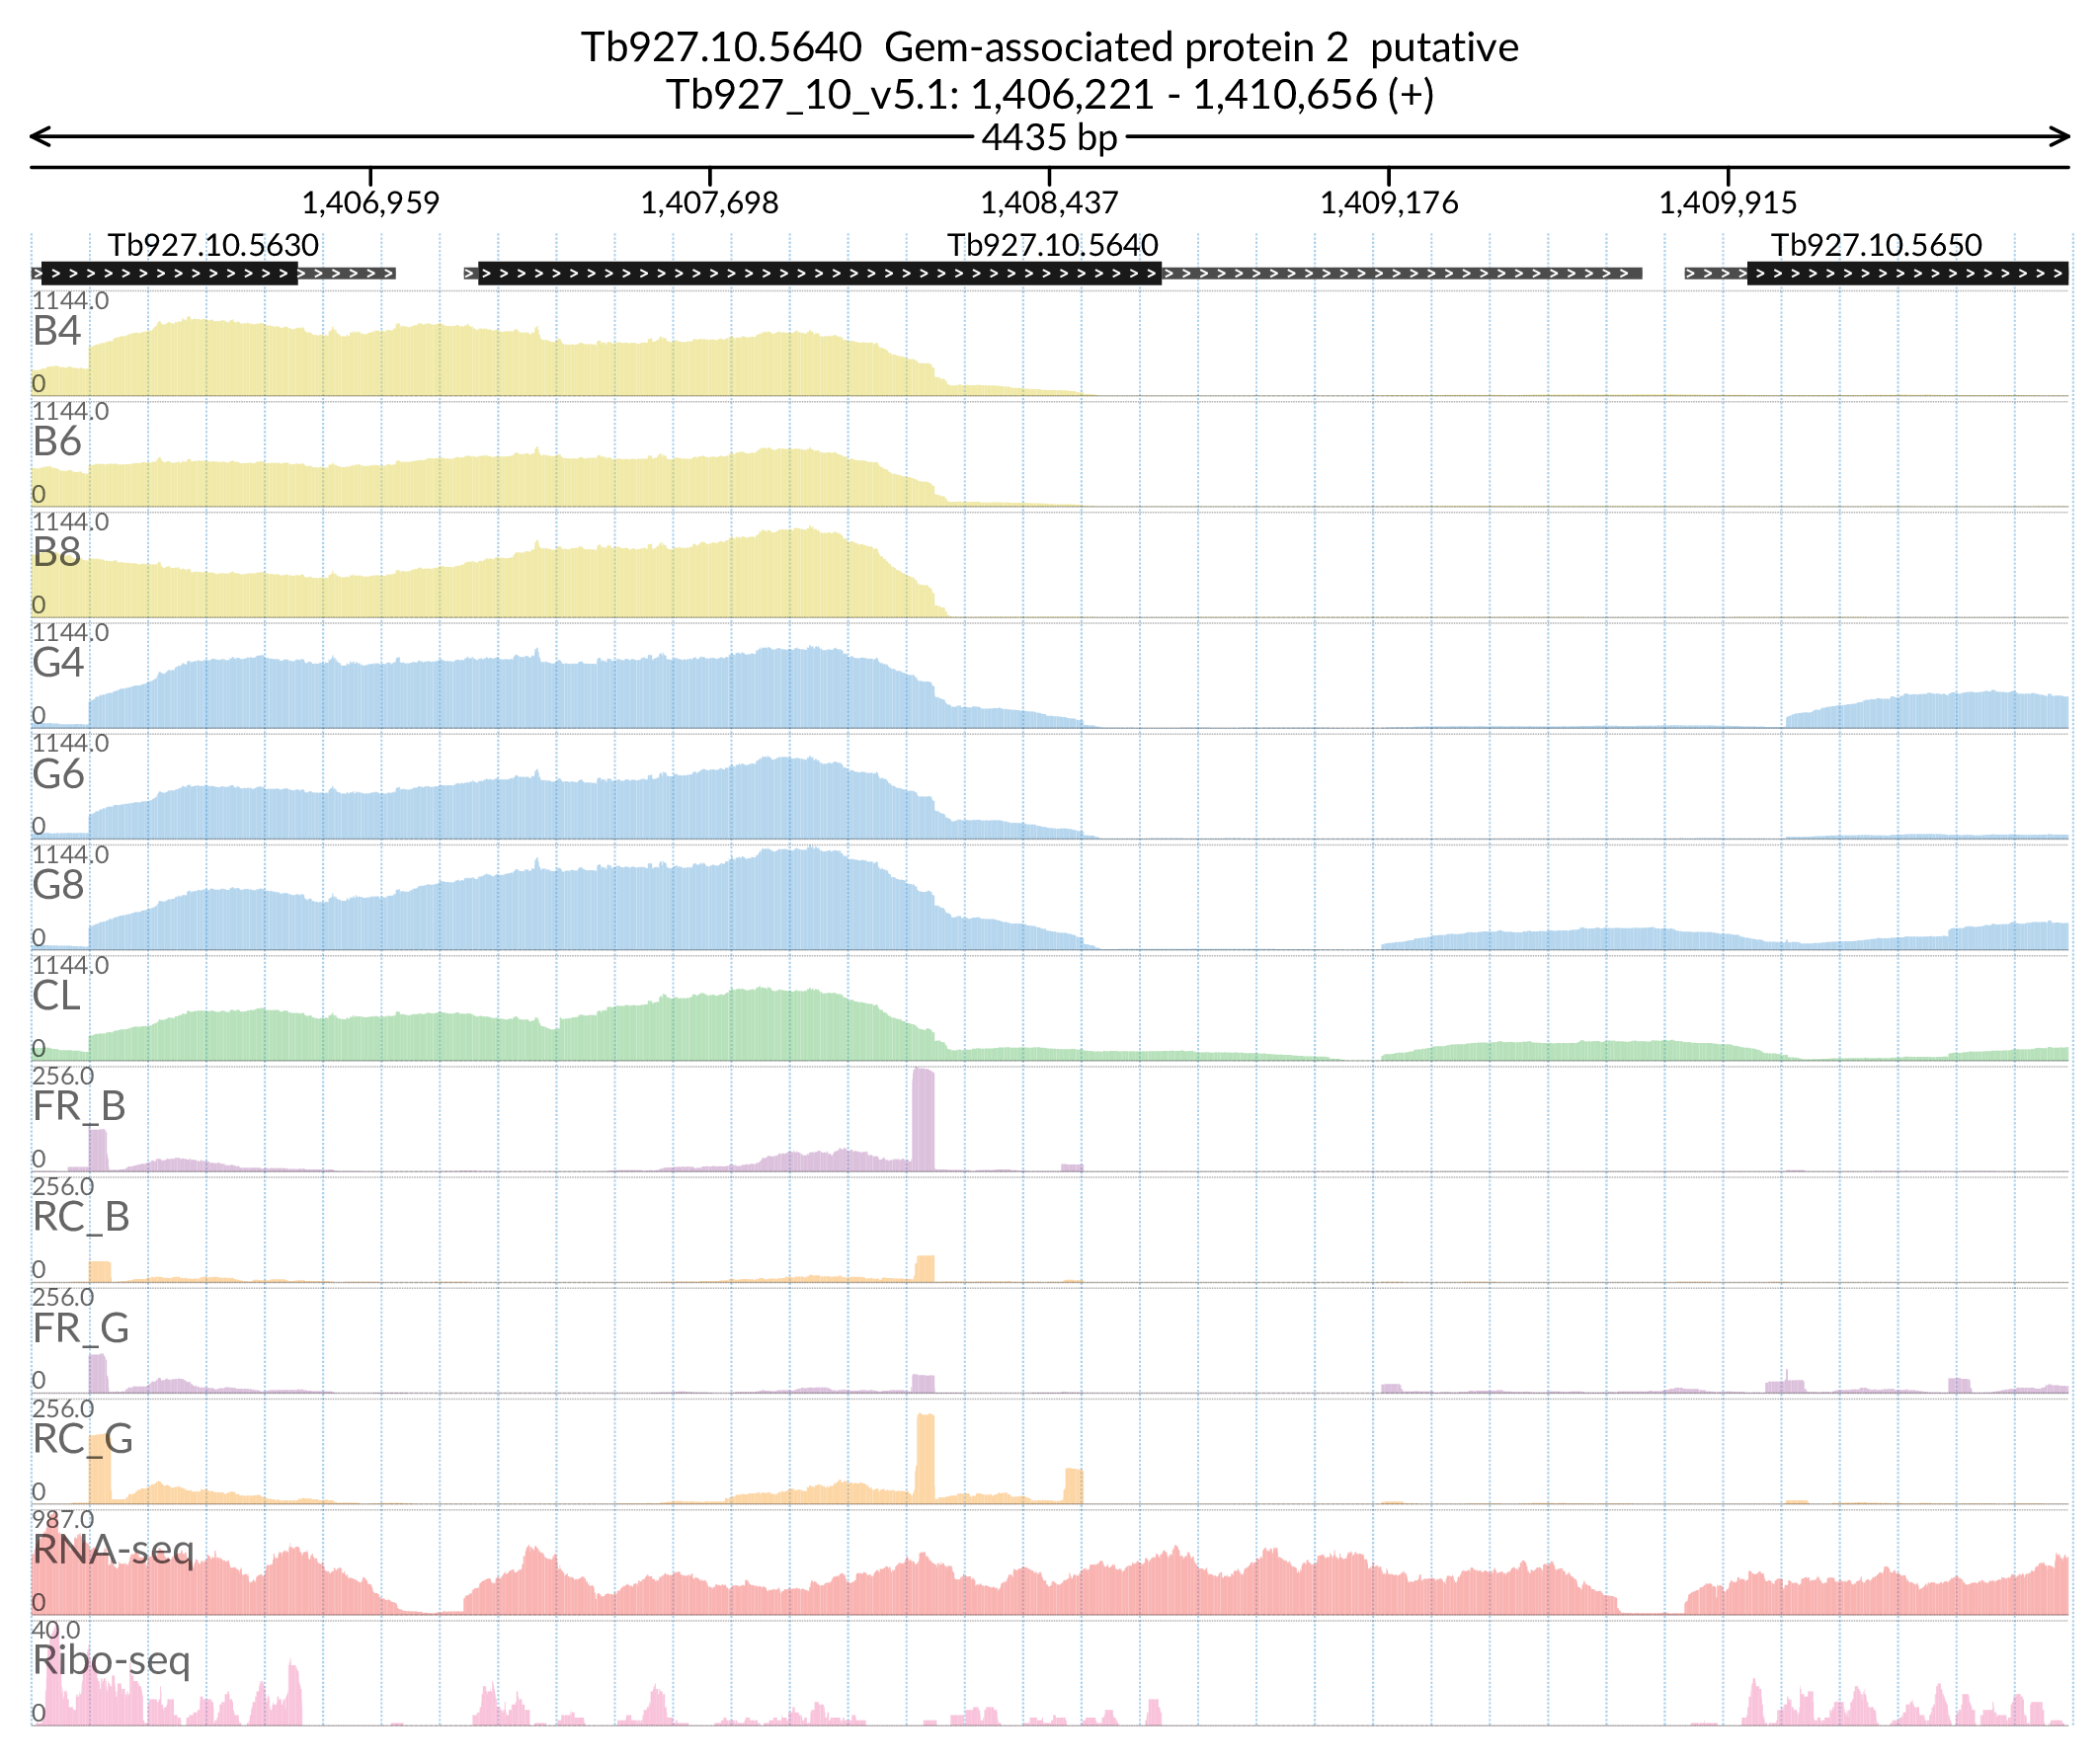 Tb927.10.5640 Gem-associated protein 2 putative
Tb927_10_v5.1: 1,406,221 - 1,410,656 (+)
4435 bp
1,406,959 1,407,698 1,408,437 1,409,176 1,409,915
Tb927.10.5630 Tb927.10.5640 Tb927.10.5650
1144.0
B4
0
1144.0
B6
0
1144.0
B8
0
1144.0
G4
0
1144.0
G6
0
1144.0
G8
0
1144.0
CL
0
256.0
FR_B
0
256.0
RC_B
0
256.0
FR_G
0
256.0
RC_G
0
987.0
RNA-seq
0
40.0
Ribo-seq
0